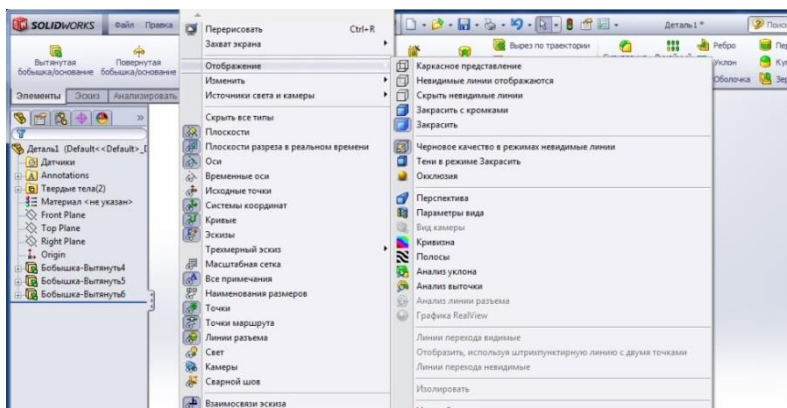 SOLIDWORKS Файл Правка Деталь1 *
Вытянутая бобышка/основание
Повернутая бобышка/основание
Вырез по траектории
Ребро
Уклон
Оболочка
Элементы Эскиз Анализировать
Деталь1 (Default<<Default>_D
Датчики
Annotations
Твердые тела(2)
Материал <не указан>
Front Plane
Top Plane
Right Plane
Origin
Бобышка-Вытянуть4
Бобышка-Вытянуть5
Бобышка-Вытянуть6
Перерисовать Ctrl+R
Захват экрана
Отображение
Изменить
Источники света и камеры
Скрыть все типы
Плоскости
Плоскости разреза в реальном времени
Оси
Временные оси
Исходные точки
Системы координат
Кривые
Эскизы
Трехмерный эскиз
Масштабная сетка
Все примечания
Наименования размеров
Точки
Точки маршрута
Линии разъема
Свет
Камеры
Сварной шов
Взаимосвязи эскиза
Каркасное представление
Невидимые линии отображаются
Скрыть невидимые линии
Закрасить с кромками
Закрасить
Черновое качество в режимах невидимые линии
Тени в режиме Закрасить
Окклюзия
Перспектива
Параметры вида
Вид камеры
Кривизна
Полосы
Анализ уклона
Анализ выточки
Анализ линии разъема
Графика RealView
Линии перехода видимые
Отобразить, используя штрихпунктирную линию с двумя точками
Линии перехода невидимые
Изолировать